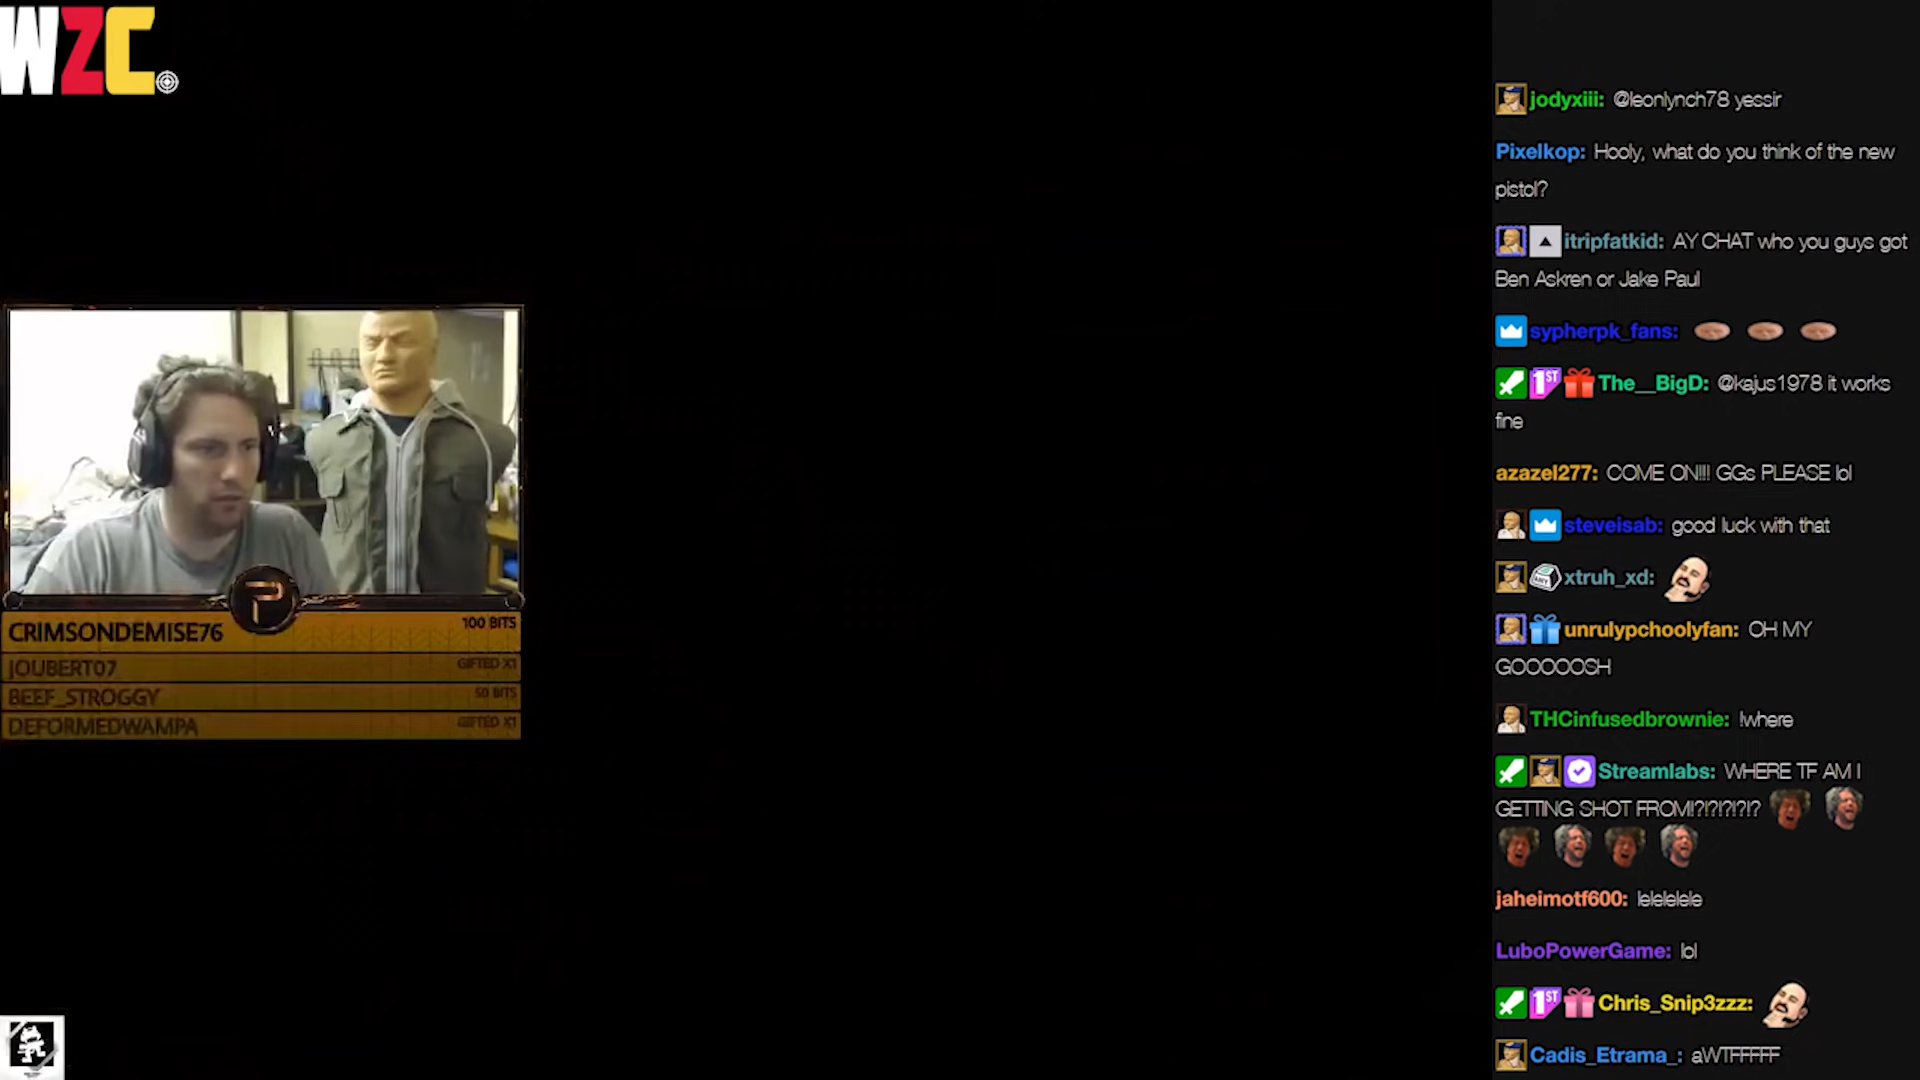 WZC.
jodyxiii: @leonlynch78 yessir
Pixelkop: Hooly, what do you think of the new
pistol?
itripfatkid: AY CHAT who you guys got
Ben Askren or Jake Paul
sypherpk_fans:
1ST The__BigD: @kajus1978 it works
fine
azazel277: COME ON!!! GGs PLEASE lol
steveisab: good luck with that
xtruh_xd:
unrulypchoolyfan: OH MY
GOOOOOSH
THCinfusedbrownie: !where
Streamlabs: WHERE TF AM I
GETTING SHOT FROM!?!?!?!?!?
jaheimotf600: lelelelele
LuboPowerGame: lol
1ST Chris_Snip3zzz:
Cadis_Etrama_: aWTFFFFF
P
CRIMSONDEMISE76 100 BITS
JOUBERT07 GIFTED X1
BEEF_STROGGY 50 BITS
DEFORMEDWAMPA GIFTED X1